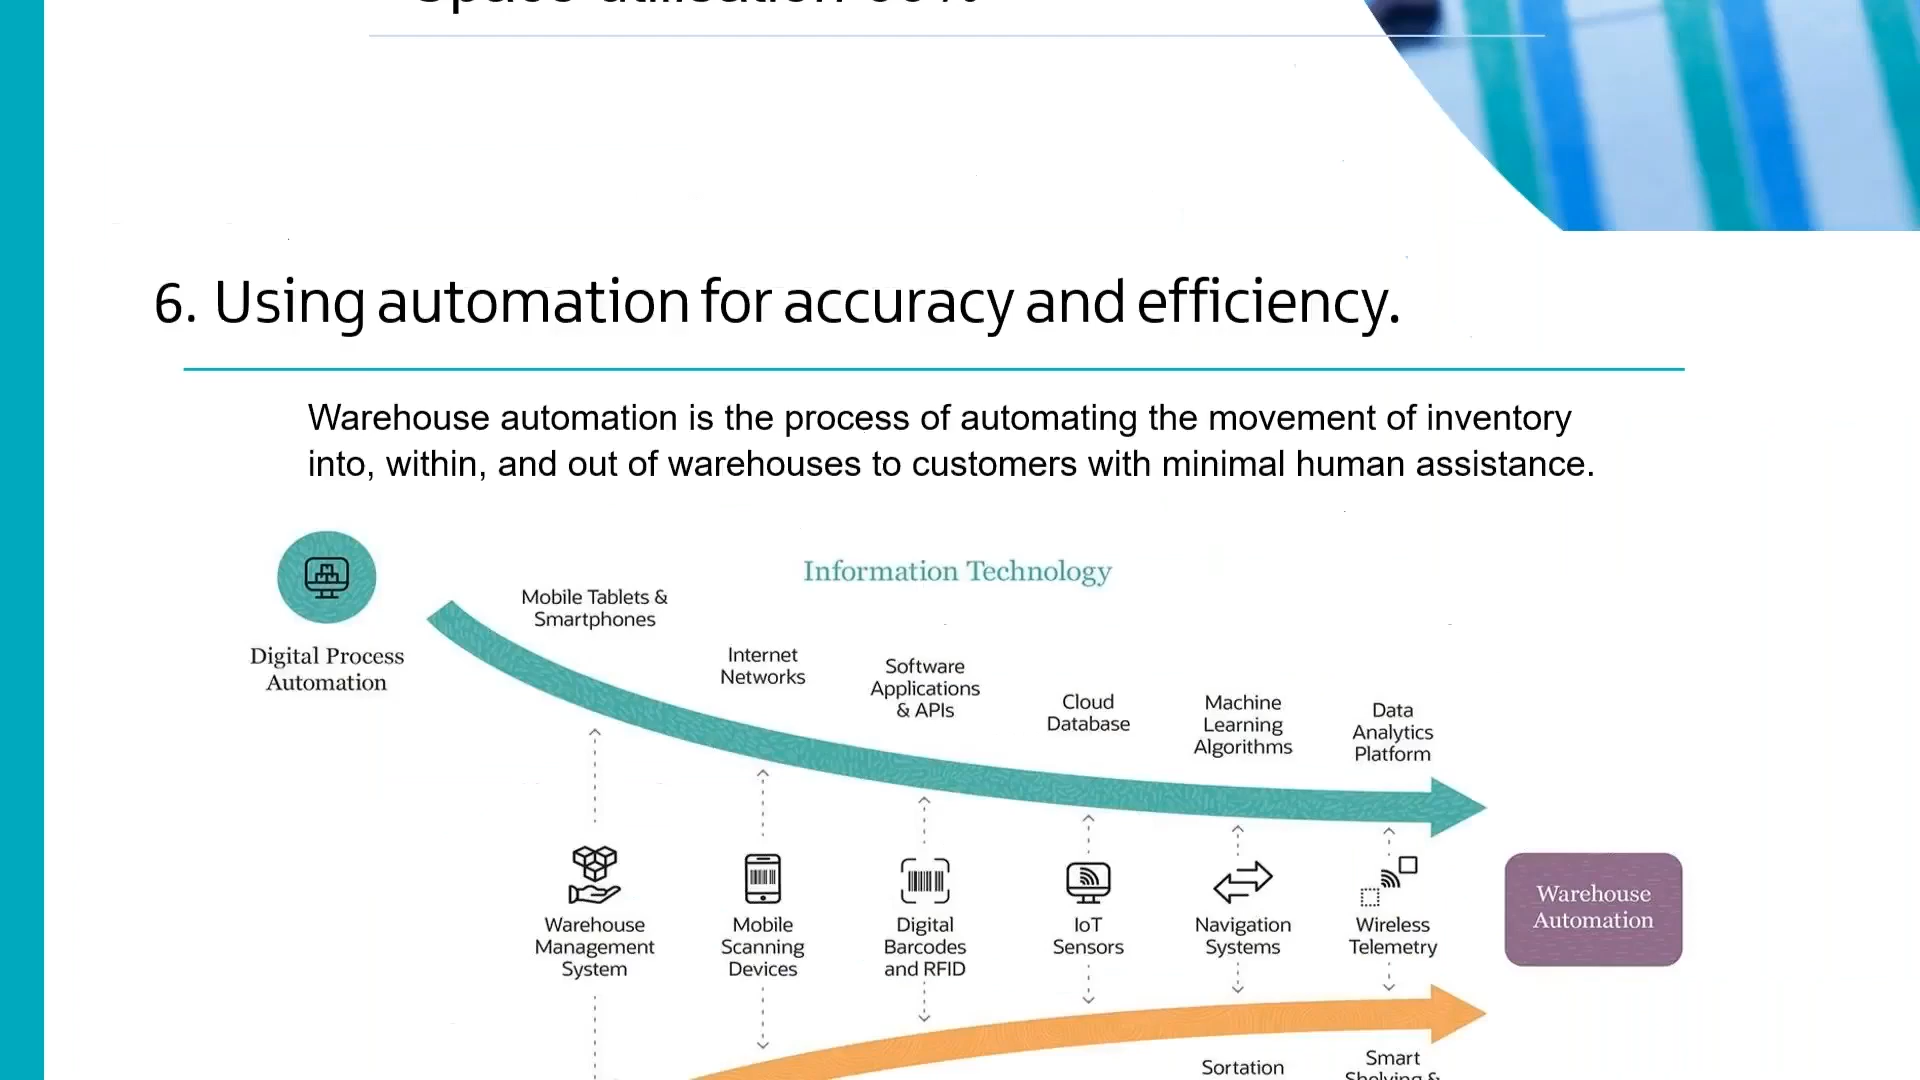 6. Using automation for accuracy and efficiency.
Warehouse automation is the process of automating the movement of inventory
into, within, and out of warehouses to customers with minimal human assistance.
Information Technology
Digital Process
Automation
Mobile Tablets &
Smartphones
Internet
Networks
Software
Applications
& APIs
Cloud
Database
Machine
Learning
Algorithms
Data
Analytics
Platform
Warehouse
Management
System
Mobile
Scanning
Devices
Digital
Barcodes
and RFID
IoT
Sensors
Navigation
Systems
Wireless
Telemetry
Warehouse
Automation
Sortation
Smart
Shelving &